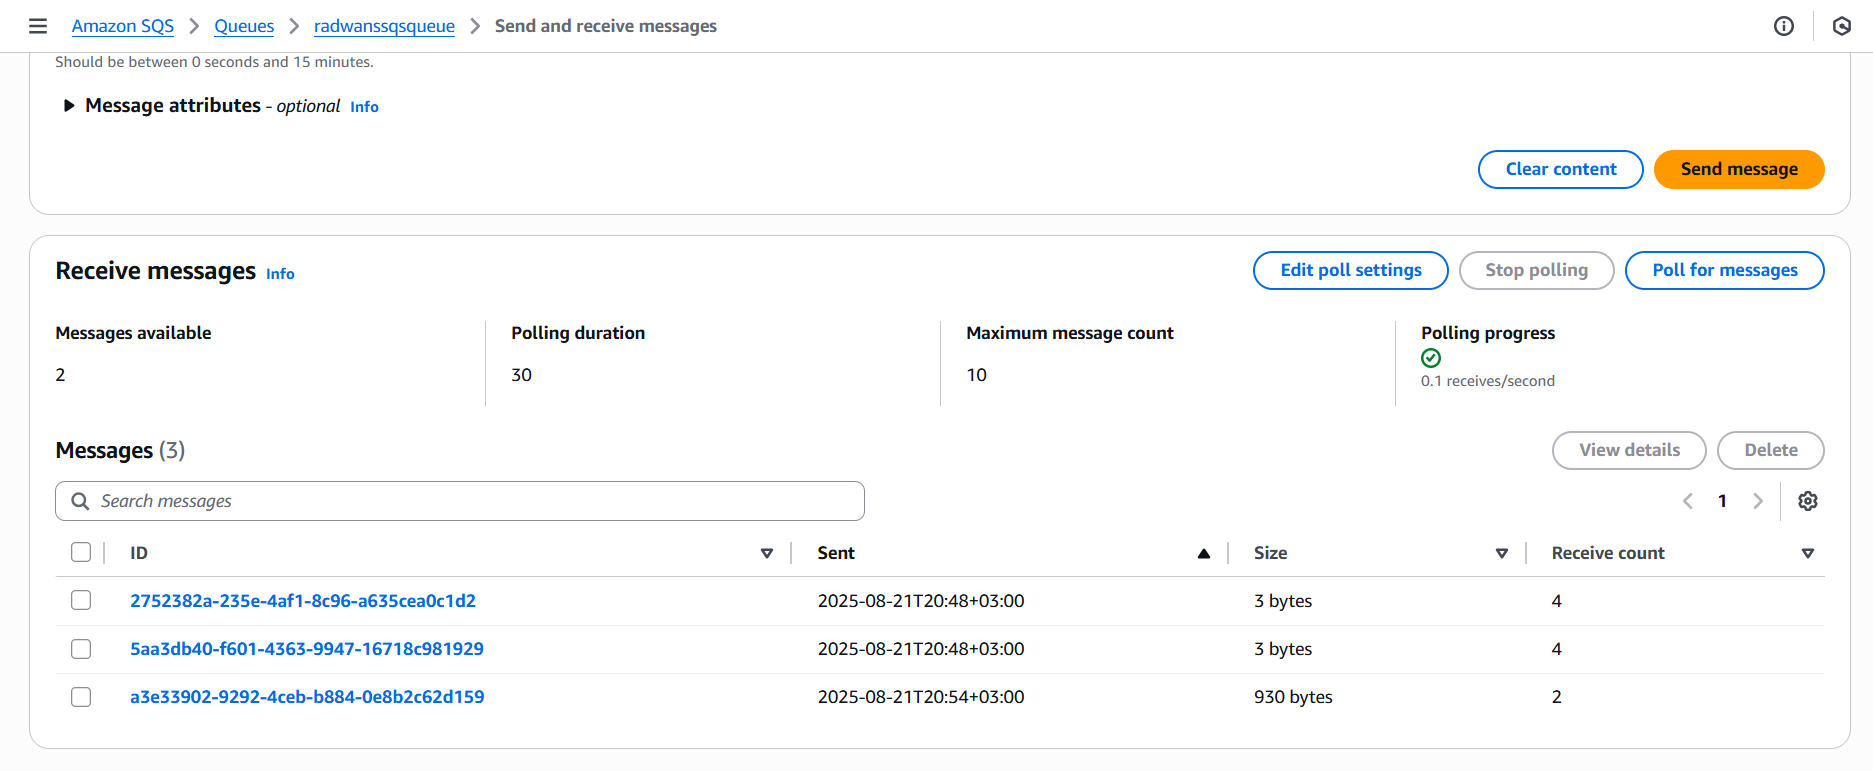 Amazon SQS > Queues > radwanssqsqueue > Send and receive messages
Should be between 0 seconds and 15 minutes.
Message attributes - optional Info
Clear content Send message
Receive messages Info Edit poll settings Stop polling Poll for messages
Messages available Polling duration Maximum message count Polling progress
2 30 10
0.1 receives/second
Messages (3) View details Delete
Search messages 1
ID Sent Size Receive count
2752382a-235e-4af1-8c96-a635cea0c1d2 2025-08-21T20:48+03:00 3 bytes 4
5aa3db40-f601-4363-9947-16718c981929 2025-08-21T20:48+03:00 3 bytes 4
a3e33902-9292-4ceb-b884-0e8b2c62d159 2025-08-21T20:54+03:00 930 bytes 2